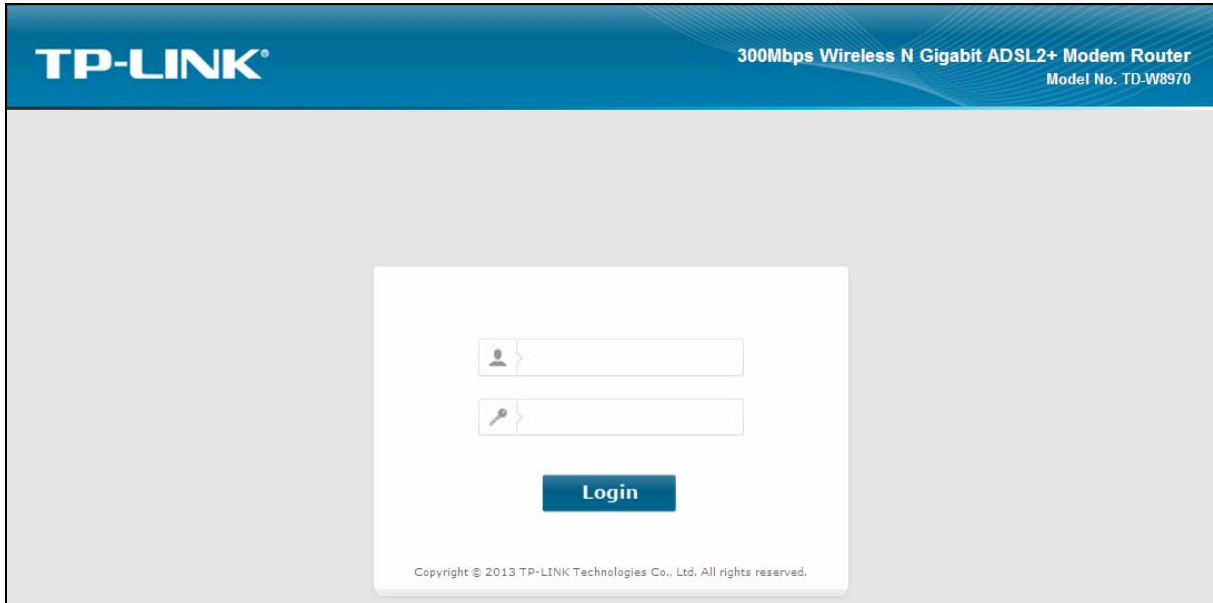 TP-LINK®
300Mbps Wireless N Gigabit ADSL2+ Modem Router
Model No. TD-W8970
Login
Copyright © 2013 TP-LINK Technologies Co., Ltd. All rights reserved.